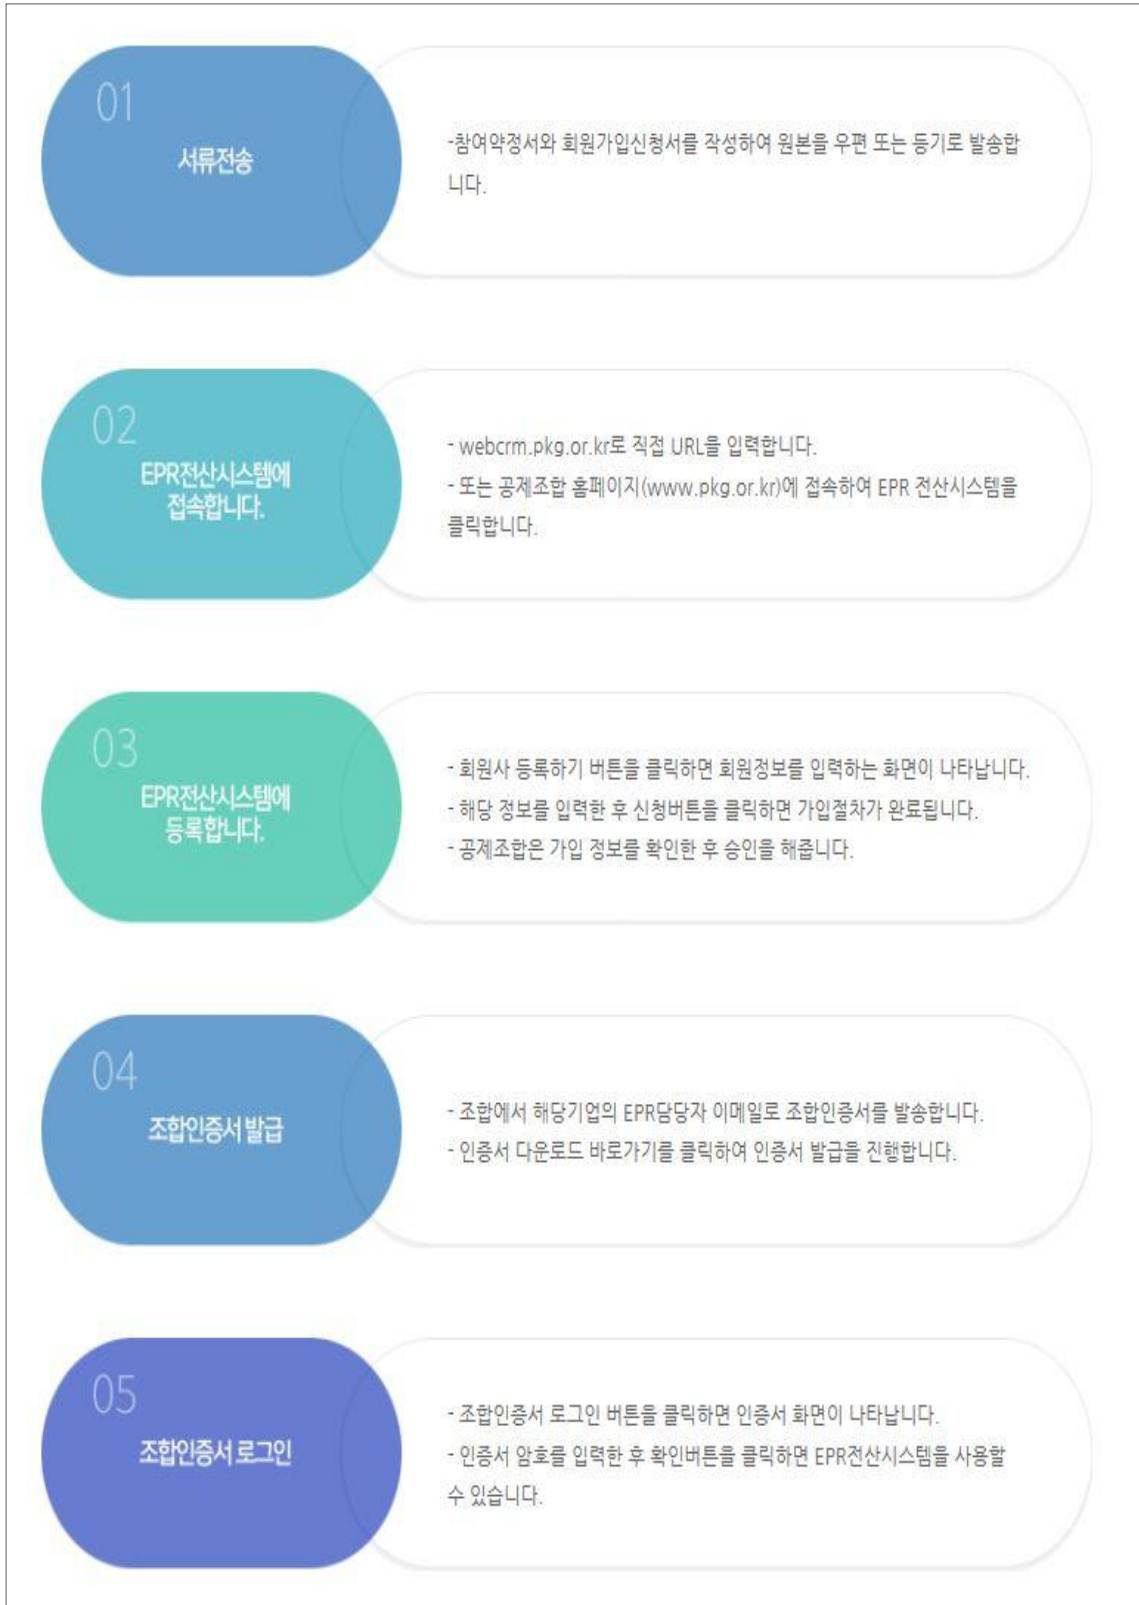 01
서류전송
-참여약정서와 회원가입신청서를 작성하여 원본을 우편 또는 등기로 발송합
니다.
02
EPR전산시스템에
접속합니다.
- webcrm.pkg.or.kr로 직접 URL을 입력합니다.
- 또는 공제조합 홈페이지(www.pkg.or.kr)에 접속하여 EPR 전산시스템을
클릭합니다.
03
EPR전산시스템에
등록합니다.
- 회원사 등록하기 버튼을 클릭하면 회원정보를 입력하는 화면이 나타납니다.
- 해당 정보를 입력한 후 신청버튼을 클릭하면 가입절차가 완료됩니다.
- 공제조합은 가입 정보를 확인한 후 승인을 해줍니다.
04
조합인증서 발급
- 조합에서 해당기업의 EPR담당자 이메일로 조합인증서를 발송합니다.
- 인증서 다운로드 바로가기를 클릭하여 인증서 발급을 진행합니다.
05
조합인증서 로그인
- 조합인증서 로그인 버튼을 클릭하면 인증서 화면이 나타납니다.
- 인증서 암호를 입력한 후 확인버튼을 클릭하면 EPR전산시스템을 사용할
수 있습니다.